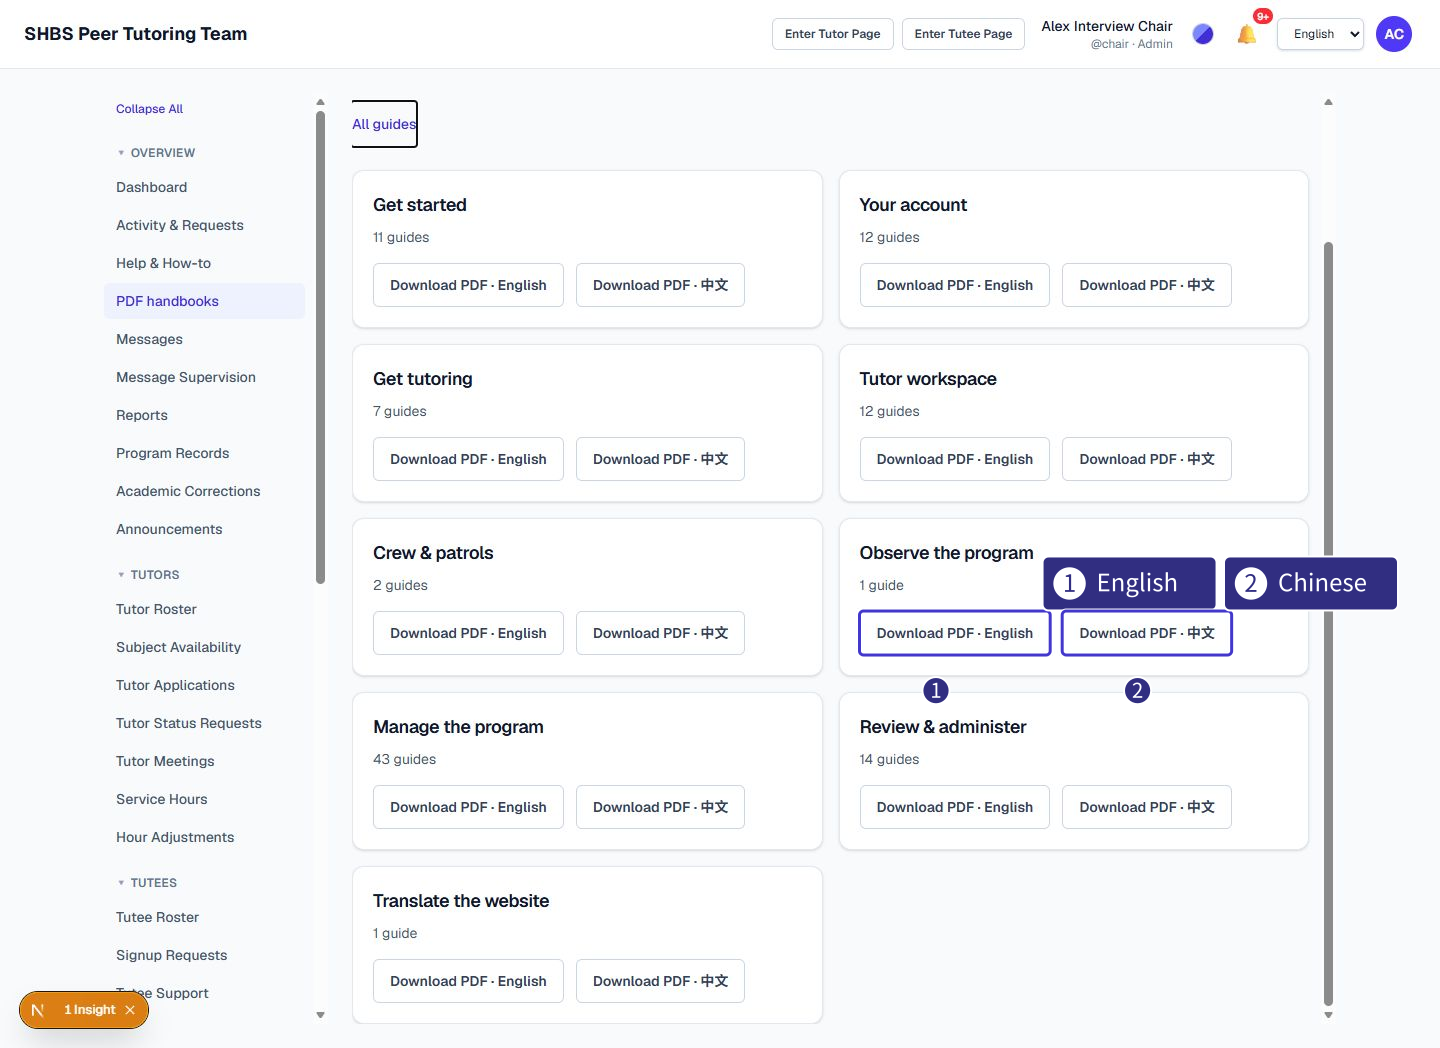 SHBS Peer Tutoring Team
Enter Tutor Page
Enter Tutee Page
Alex Interview Chair
@chair · Admin
9+
English
AC
Collapse All
OVERVIEW
Dashboard
Activity & Requests
Help & How-to
PDF handbooks
Messages
Message Supervision
Reports
Program Records
Academic Corrections
Announcements
TUTORS
Tutor Roster
Subject Availability
Tutor Applications
Tutor Status Requests
Tutor Meetings
Service Hours
Hour Adjustments
TUTEES
Tutee Roster
Signup Requests
Tutee Support
N 1 Insight ×
All guides
Get started
11 guides
Download PDF · English
Download PDF · 中文
Your account
12 guides
Download PDF · English
Download PDF · 中文
Get tutoring
7 guides
Download PDF · English
Download PDF · 中文
Tutor workspace
12 guides
Download PDF · English
Download PDF · 中文
Crew & patrols
2 guides
Download PDF · English
Download PDF · 中文
Observe the program
1 guide
1 English
2 Chinese
Download PDF · English
Download PDF · 中文
1
2
Manage the program
43 guides
Download PDF · English
Download PDF · 中文
Review & administer
14 guides
Download PDF · English
Download PDF · 中文
Translate the website
1 guide
Download PDF · English
Download PDF · 中文